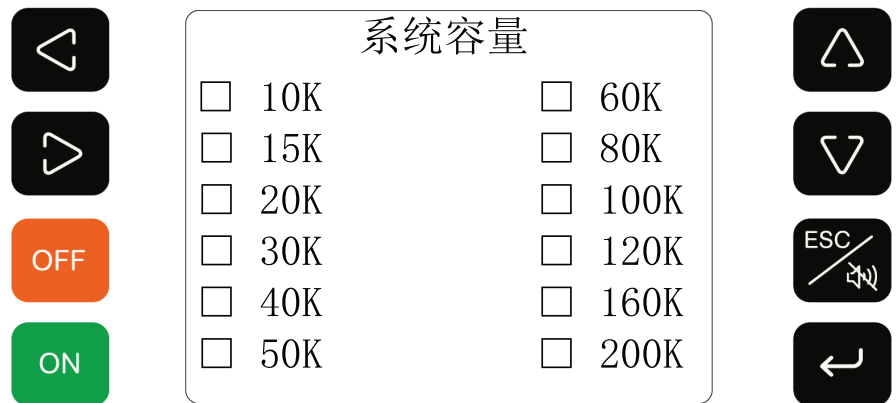 系统容量
□ 10K □ 60K
□ 15K □ 80K
□ 20K □ 100K
□ 30K □ 120K
□ 40K □ 160K
□ 50K □ 200K
OFF
ON
ESC